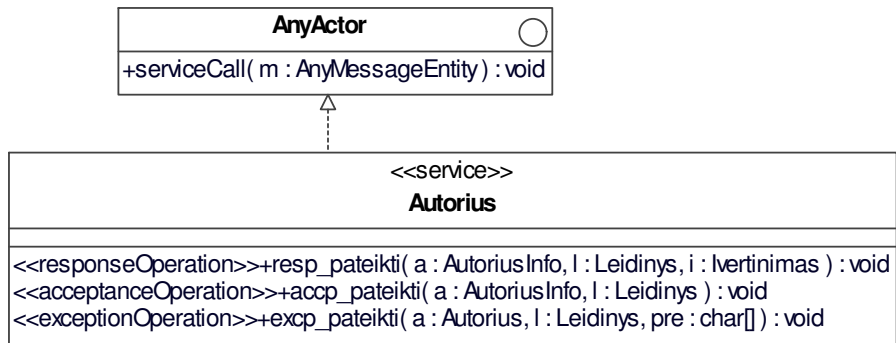 AnyActor
+serviceCall( m : AnyMessageEntity ) : void
<<service>>
Autorius
<<responseOperation>>+resp_pateikti( a : AutoriusInfo, l : Leidinys, i : Ivertinimas ) : void
<<acceptanceOperation>>+accp_pateikti( a : AutoriusInfo, l : Leidinys ) : void
<<exceptionOperation>>+excp_pateikti( a : Autorius, l : Leidinys, pre : char[] ) : void